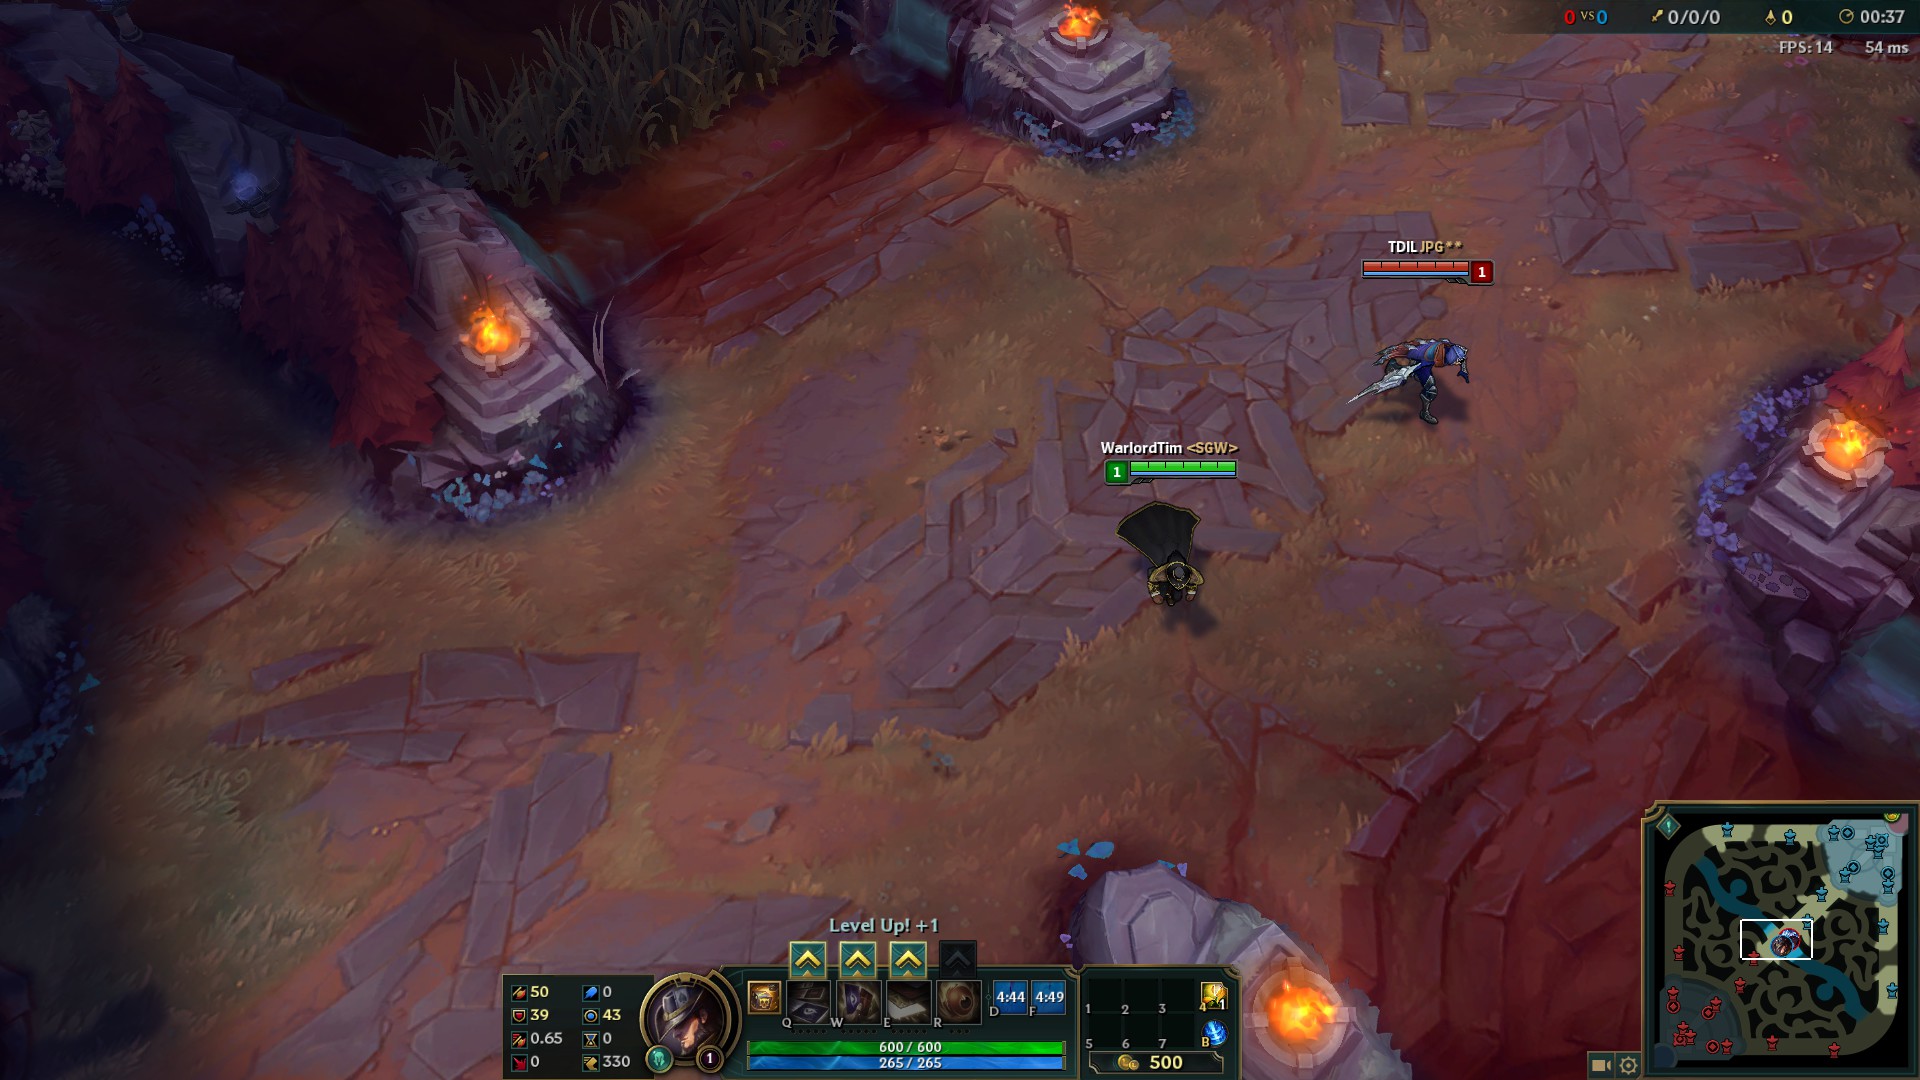 0 VS 0 0/0/0 0 00:37
FPS: 14 54 ms
TDIL JPG**
1
WarlordTim <SGW>
1
Level Up! +1
50 0
39 43
0.65 0
0 330
1
Q W E R
4:44 4:49
D F
600 / 600
265 / 265
1 2 3 4 1
5 6 7 B
500